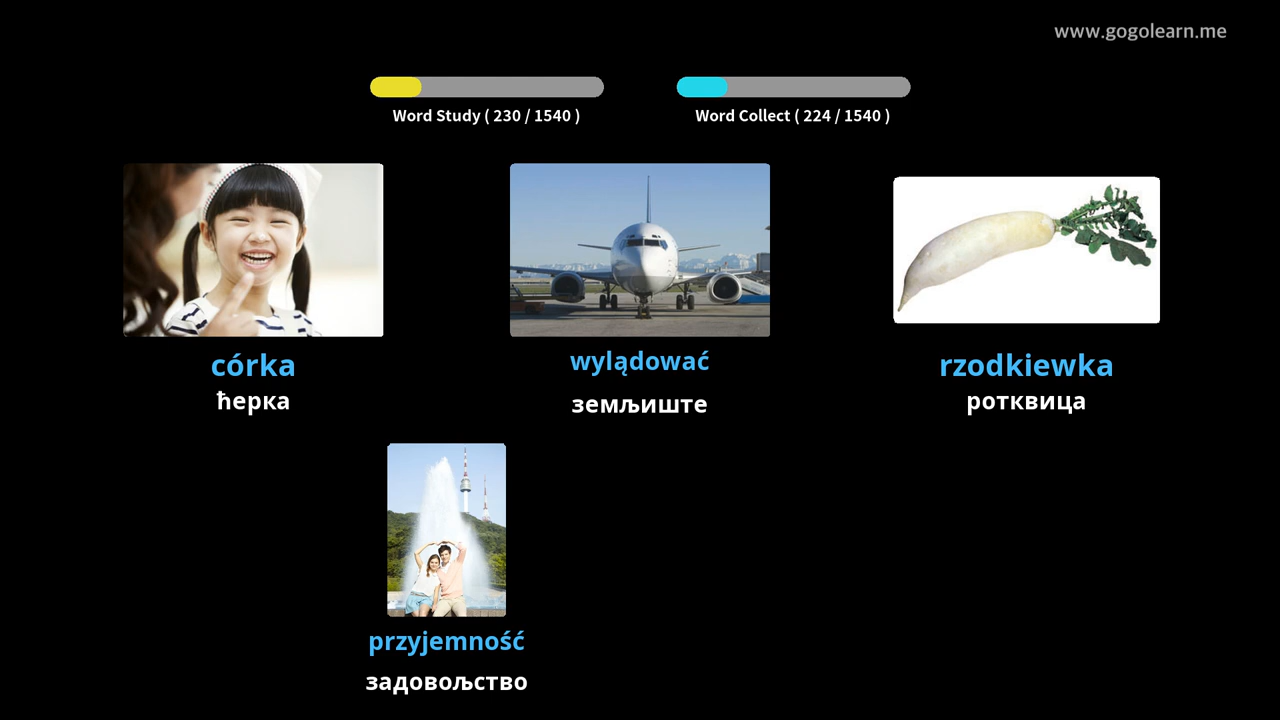 www.gogolearn.me
Word Study ( 230 / 1540 )
Word Collect ( 224 / 1540 )
córka
wylądować
rzodkiewka
ћерка
земљиште
ротквица
przyjemność
задовољство